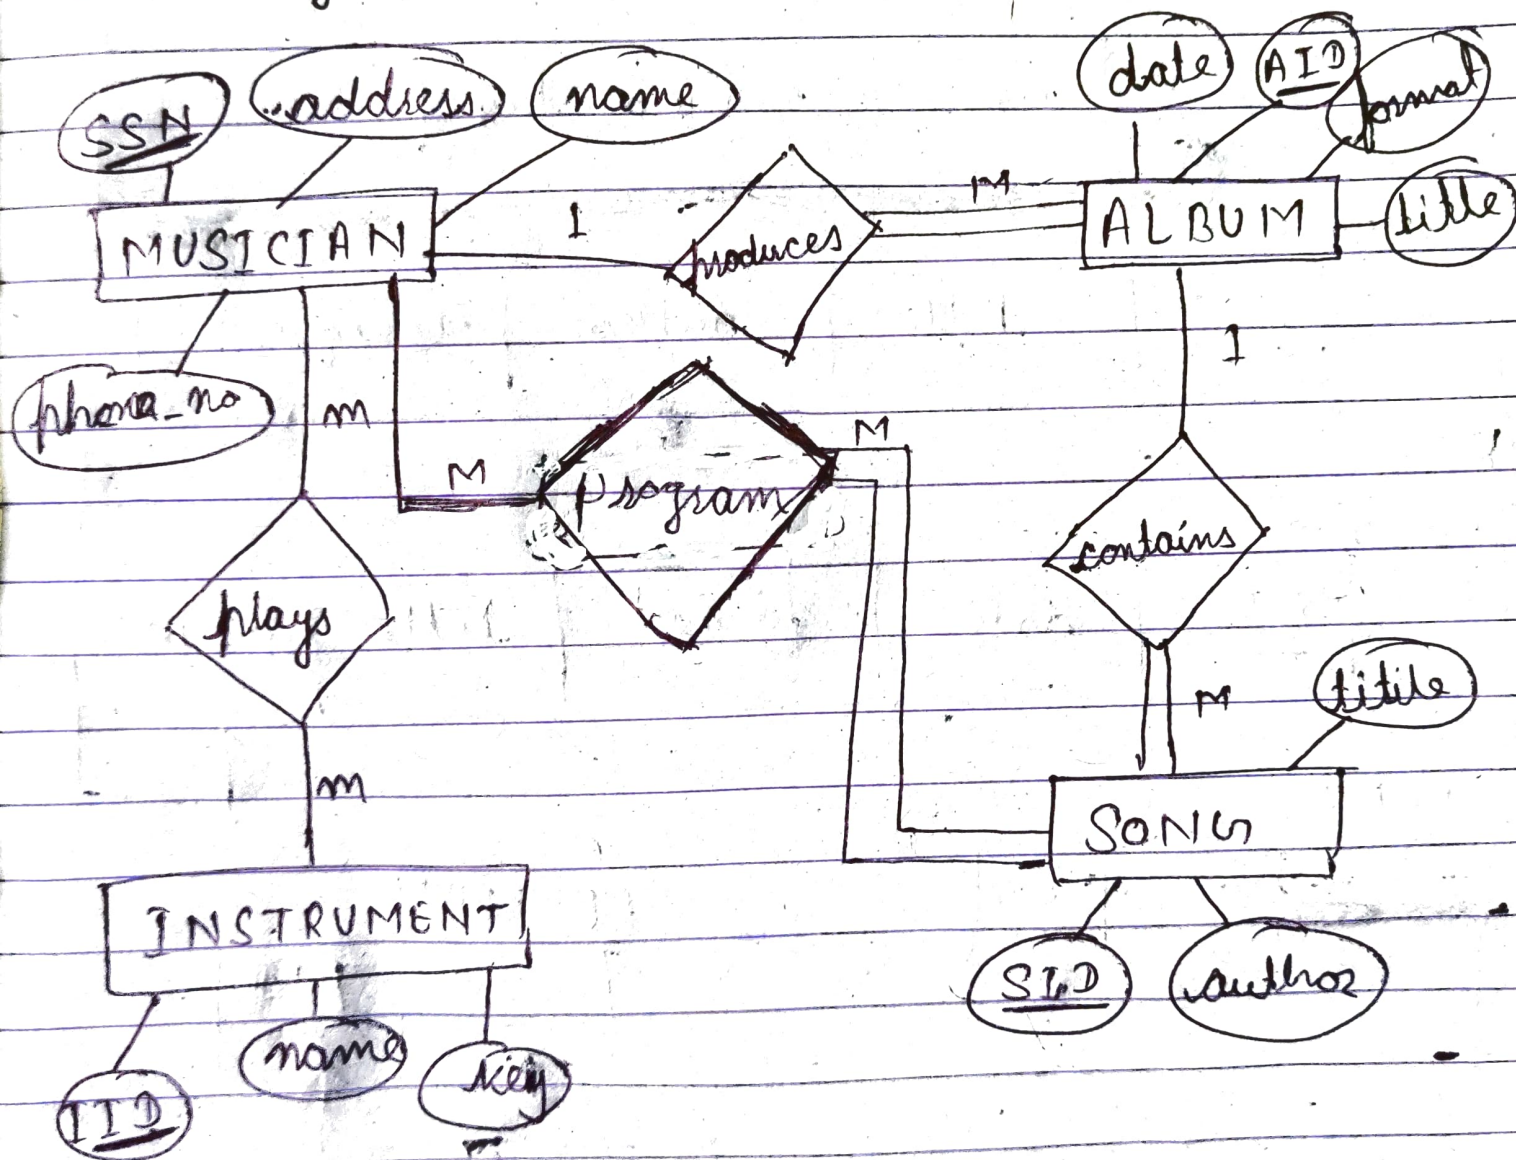 date
AID
format
SSN
address
name
title
M
1
MUSICIAN
produces
ALBUM
1
phone_no
m
M
M
program
contains
plays
M
titile
m
SONG
INSTRUMENT
SID
author
name
key
IID